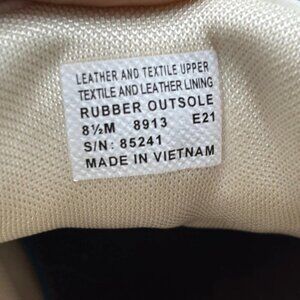 LEATHER AND TEXTILE UPPER
TEXTILE AND LEATHER LINING
RUBBER OUTSOLE
8½M 8913 E21
S/N: 85241
MADE IN VIETNAM